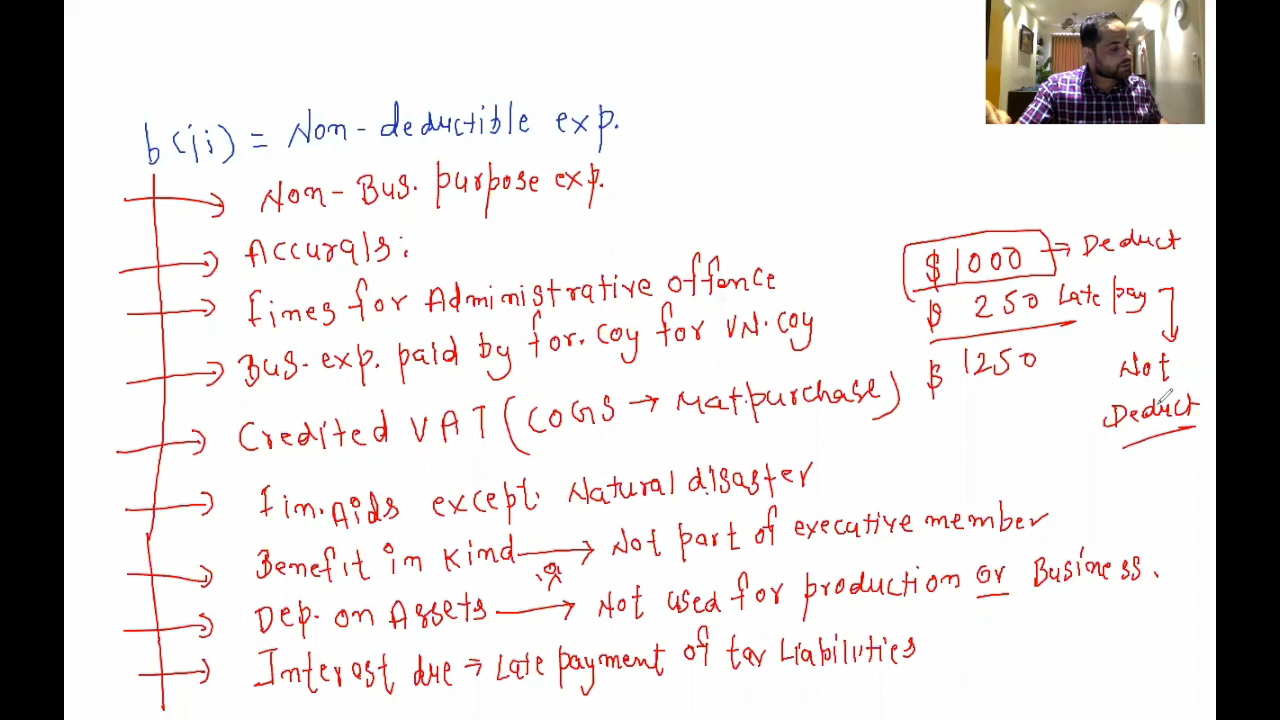 b(ii) = Non-deductible exp.
Non-Bus. purpose exp.
Accurals:
Fines for Administrative offence
Bus. exp. paid by for. coy for VN. coy
Credited VAT (COGS → Mat. purchase)
Fin. Aids except. Natural disaster
Benefit in Kind → Not part of executive member
Dep. on Assets → Not used for production or Business.
Interest due → Late payment of tax Liabilities
$ 1000 → Deduct
$ 250 Late pay
$ 1250
Not
Deduct